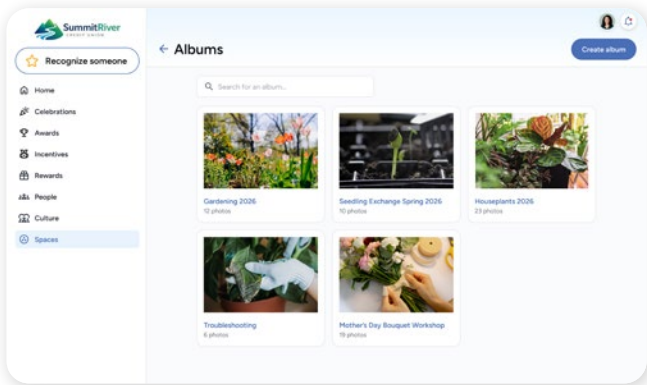 SummitRiver
CREDIT UNION
Recognize someone
Home
Celebrations
Awards
Incentives
Rewards
People
Culture
Spaces
← Albums
Create album
Search for an album...
Gardening 2026
12 photos
Seedling Exchange Spring 2026
10 photos
Houseplants 2026
23 photos
Troubleshooting
6 photos
Mother's Day Bouquet Workshop
19 photos